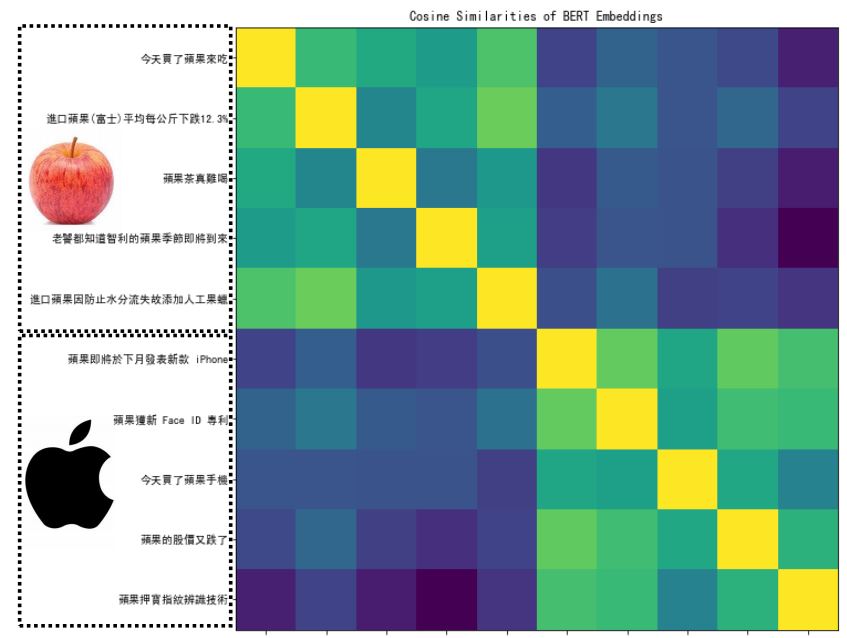 Cosine Similarities of BERT Embeddings
今天買了蘋果來吃
進口蘋果(富士)平均每公斤下跌12.3%
蘋果茶真難喝
老饕都知道智利的蘋果季節即將到來
進口蘋果因防止水分流失故添加人工果蠟
蘋果即將於下月發表新款 iPhone
蘋果獲新 Face ID 專利
今天買了蘋果手機
蘋果的股價又跌了
蘋果押寶指紋辨識技術